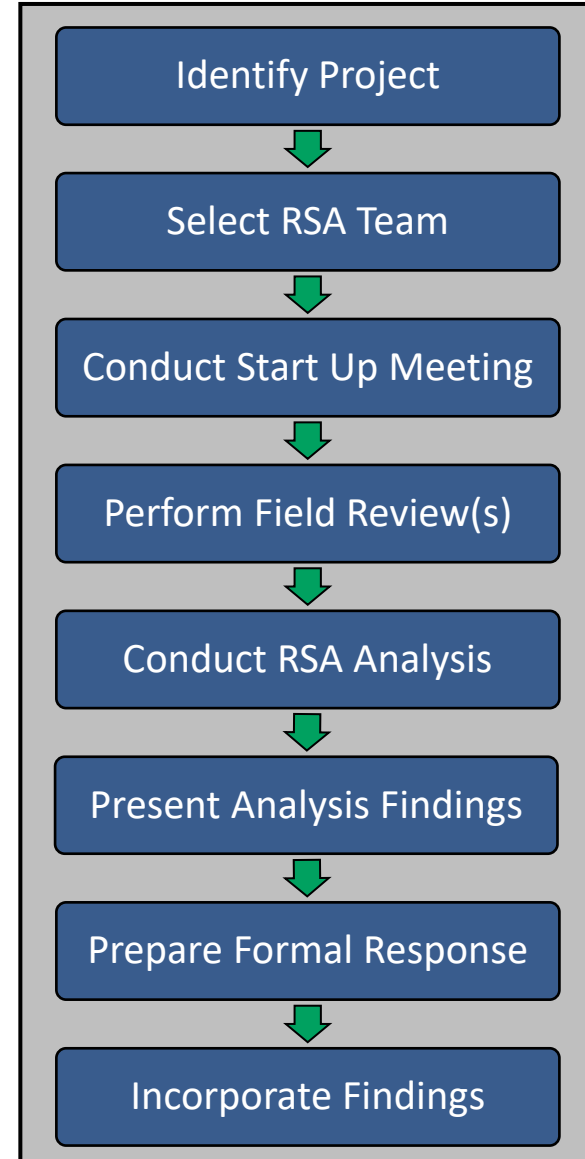 Identify Project
Select RSA Team
Conduct Start Up Meeting
Perform Field Review(s)
Conduct RSA Analysis
Present Analysis Findings
Prepare Formal Response
Incorporate Findings